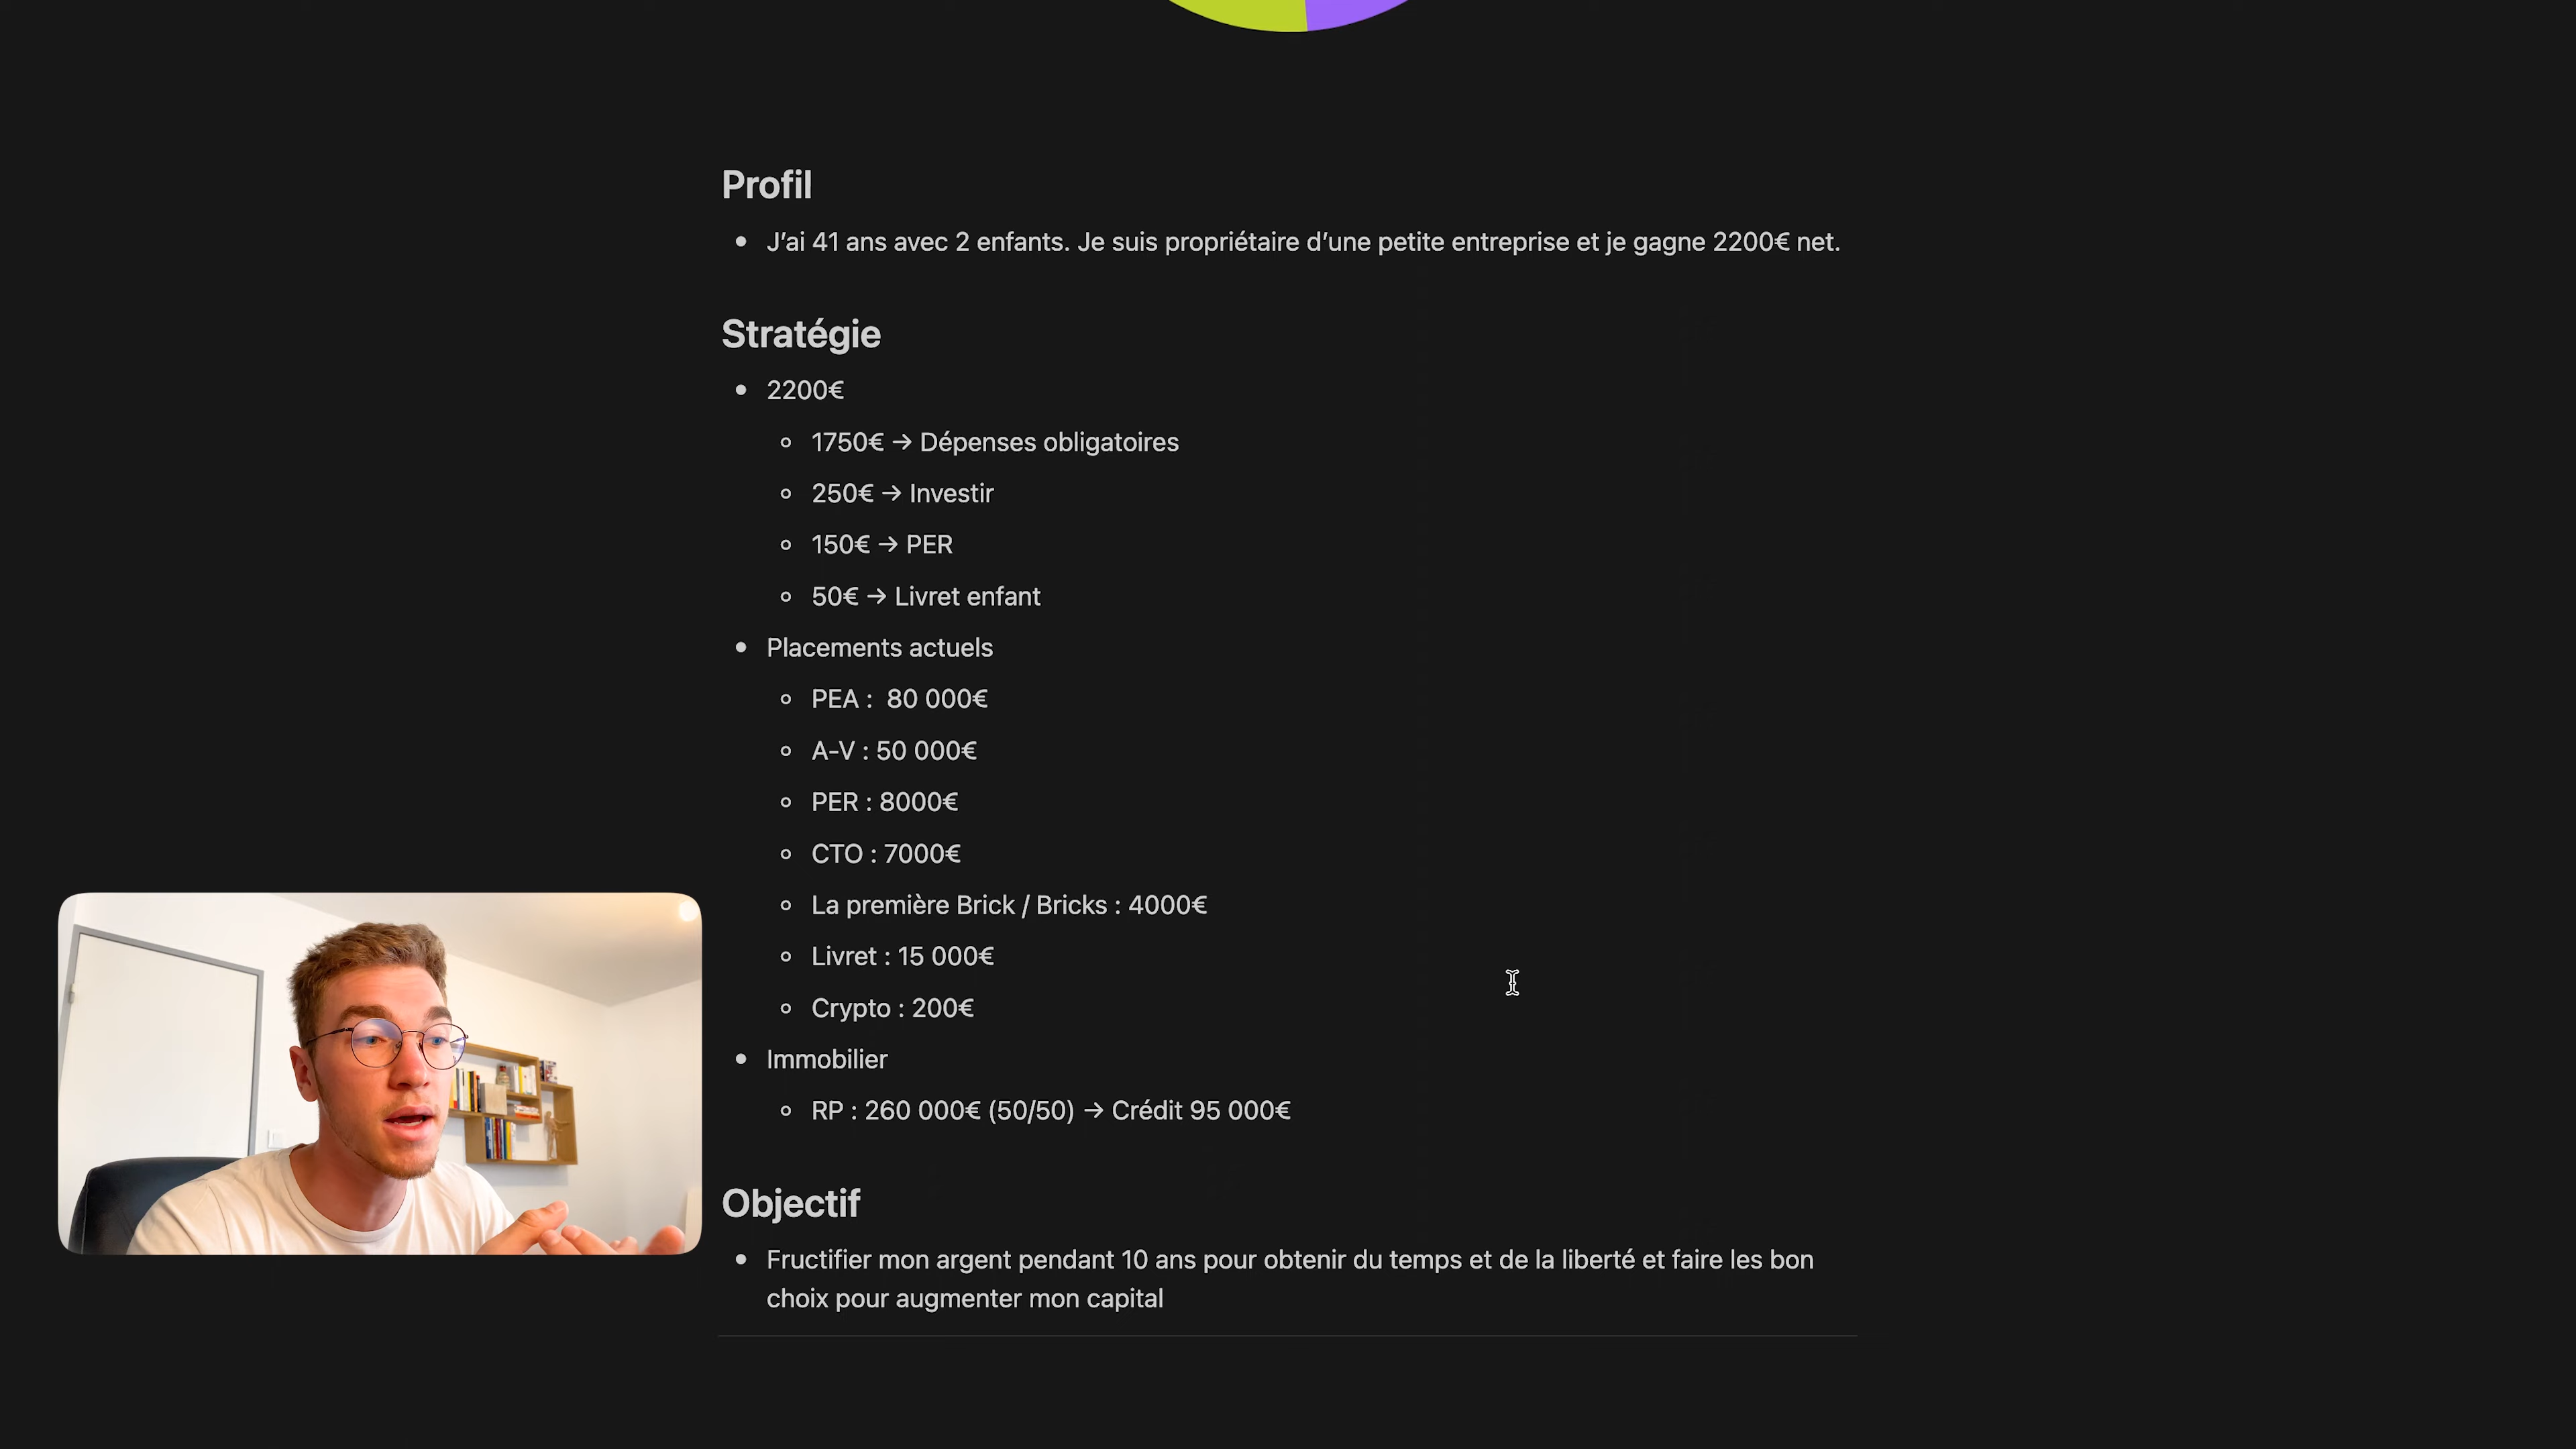 Profil
J’ai 41 ans avec 2 enfants. Je suis propriétaire d’une petite entreprise et je gagne 2200€ net.
Stratégie
2200€
1750€ → Dépenses obligatoires
250€ → Investir
150€ → PER
50€ → Livret enfant
Placements actuels
PEA : 80 000€
A-V : 50 000€
PER : 8000€
CTO : 7000€
La première Brick / Bricks : 4000€
Livret : 15 000€
Crypto : 200€
Immobilier
RP : 260 000€ (50/50) → Crédit 95 000€
Objectif
Fructifier mon argent pendant 10 ans pour obtenir du temps et de la liberté et faire les bon
choix pour augmenter mon capital